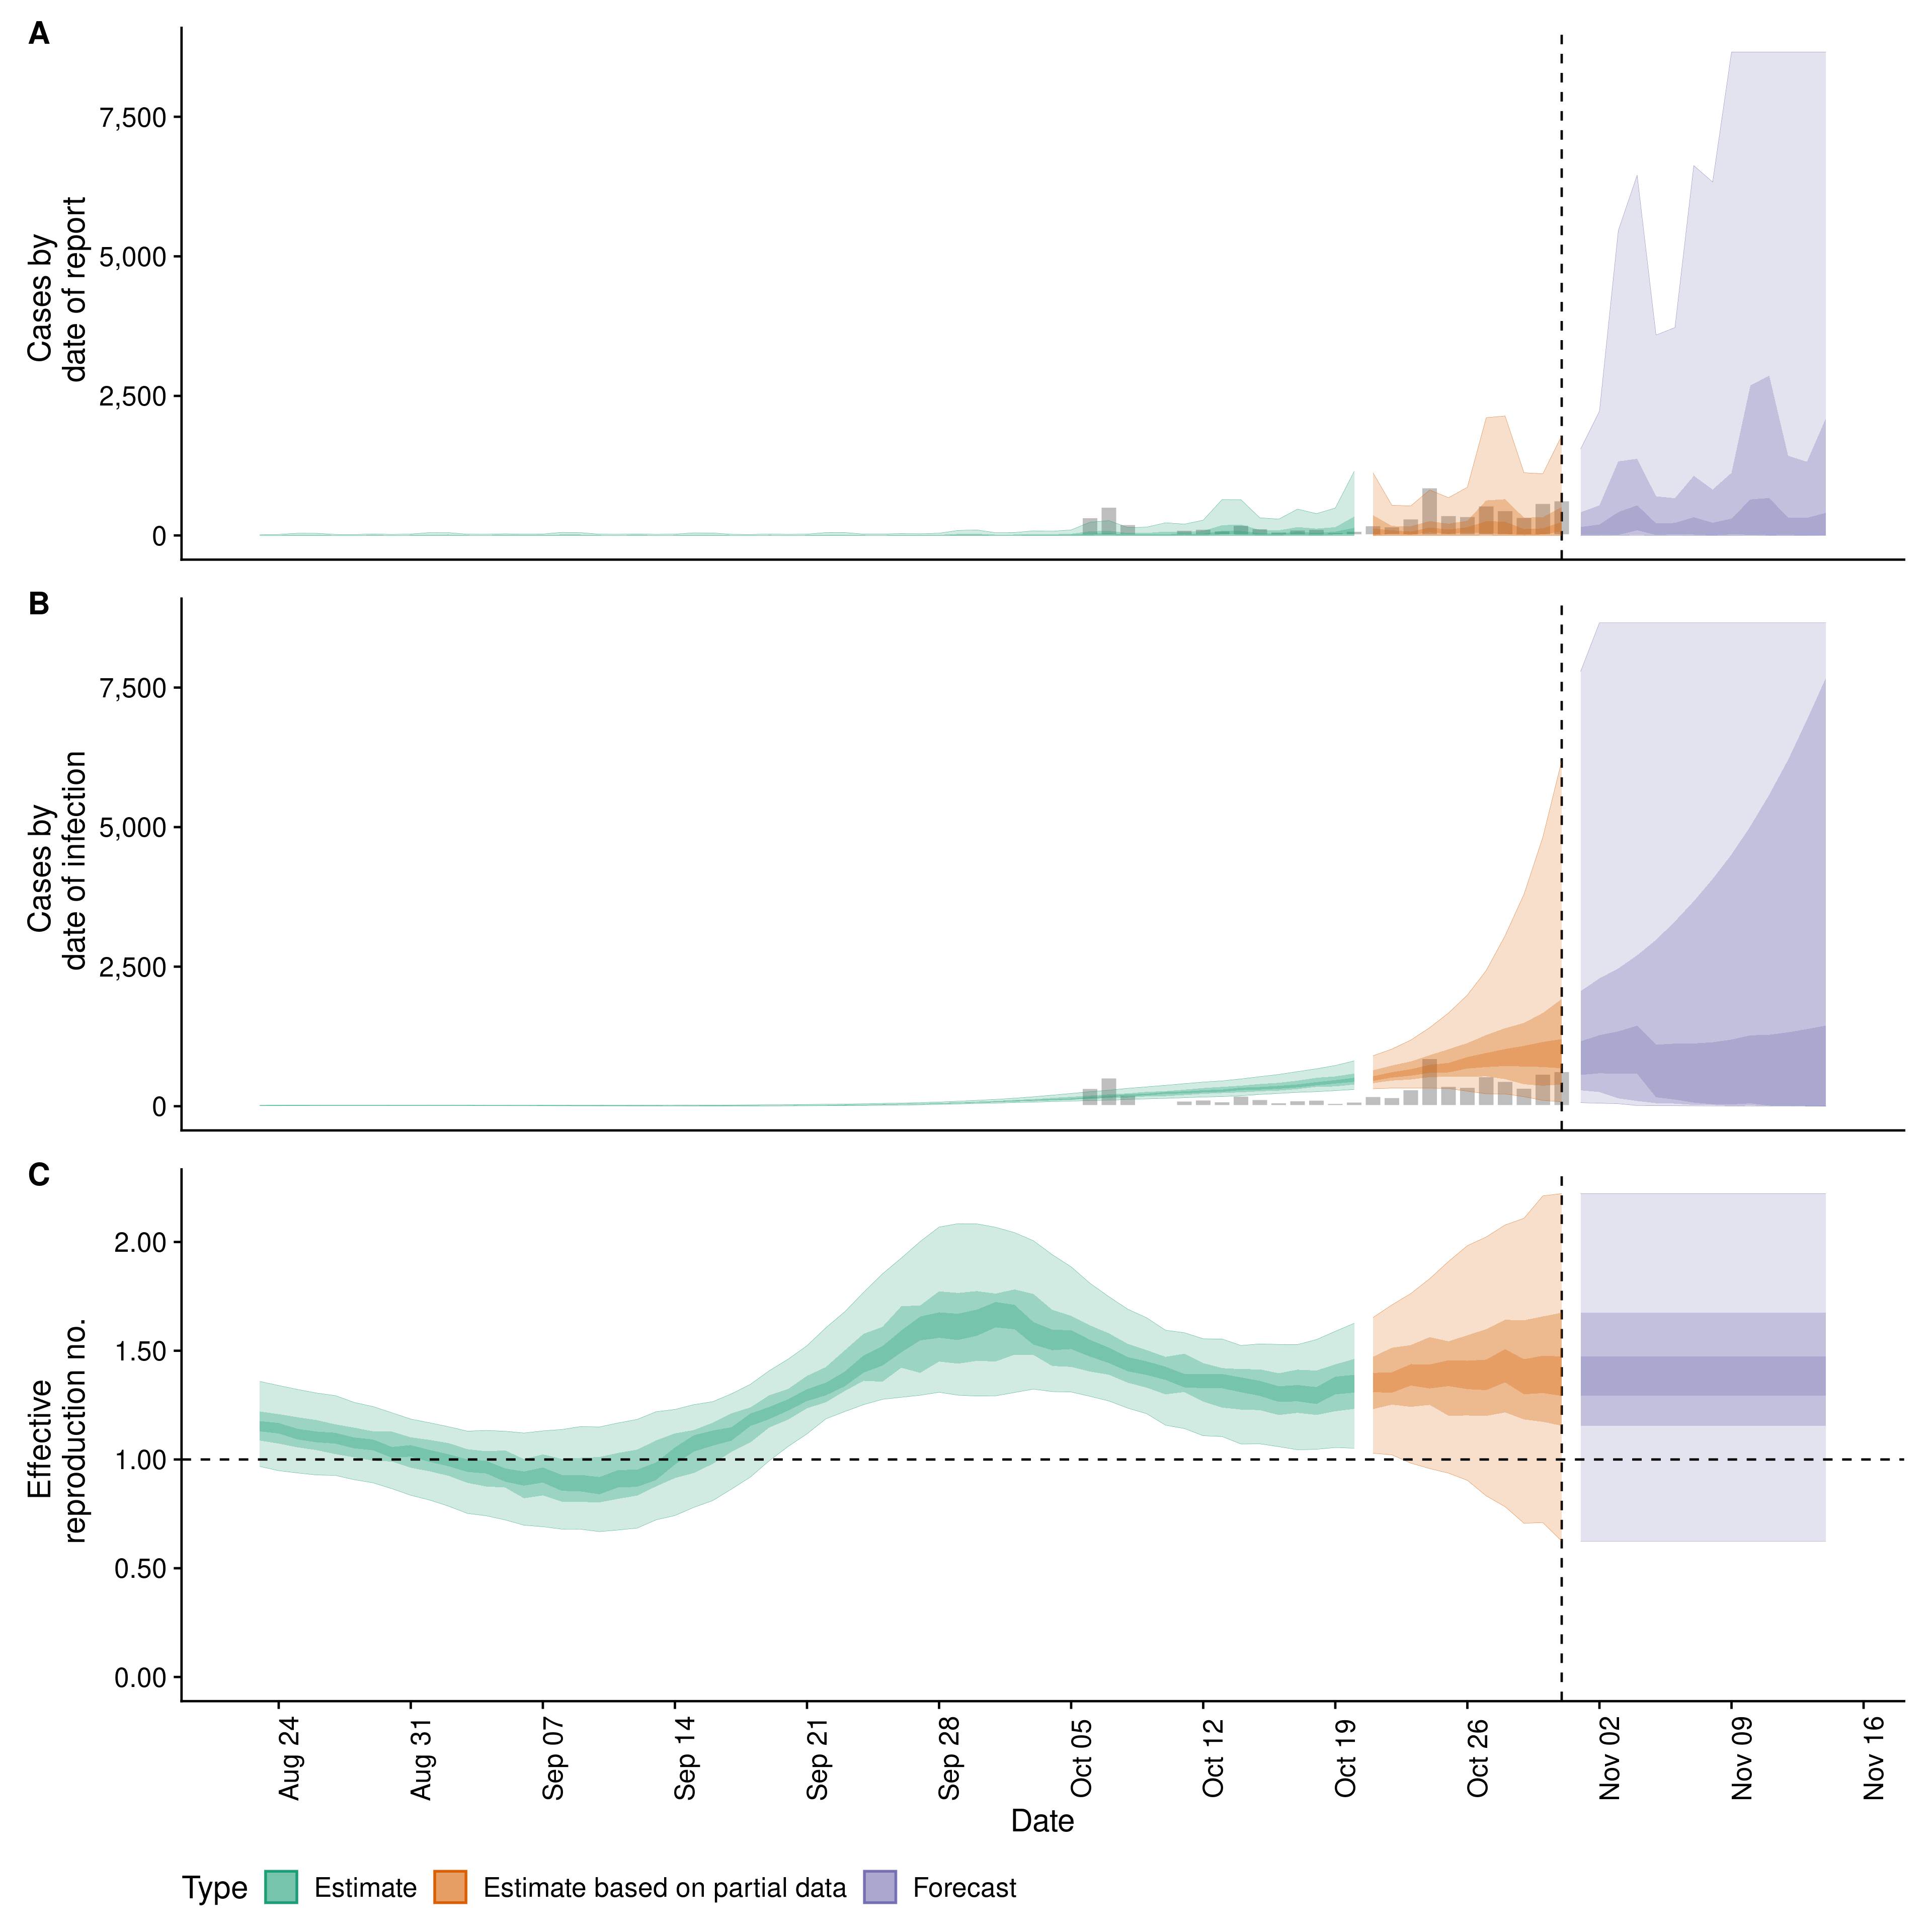 A
Cases by
date of report
7,500
5,000
2,500
0
B
Cases by
date of infection
7,500
5,000
2,500
0
C
Effective
reproduction no.
2.00
1.50
1.00
0.50
0.00
Aug 24
Aug 31
Sep 07
Sep 14
Sep 21
Sep 28
Oct 05
Oct 12
Oct 19
Oct 26
Nov 02
Nov 09
Nov 16
Date
Type Estimate Estimate based on partial data Forecast